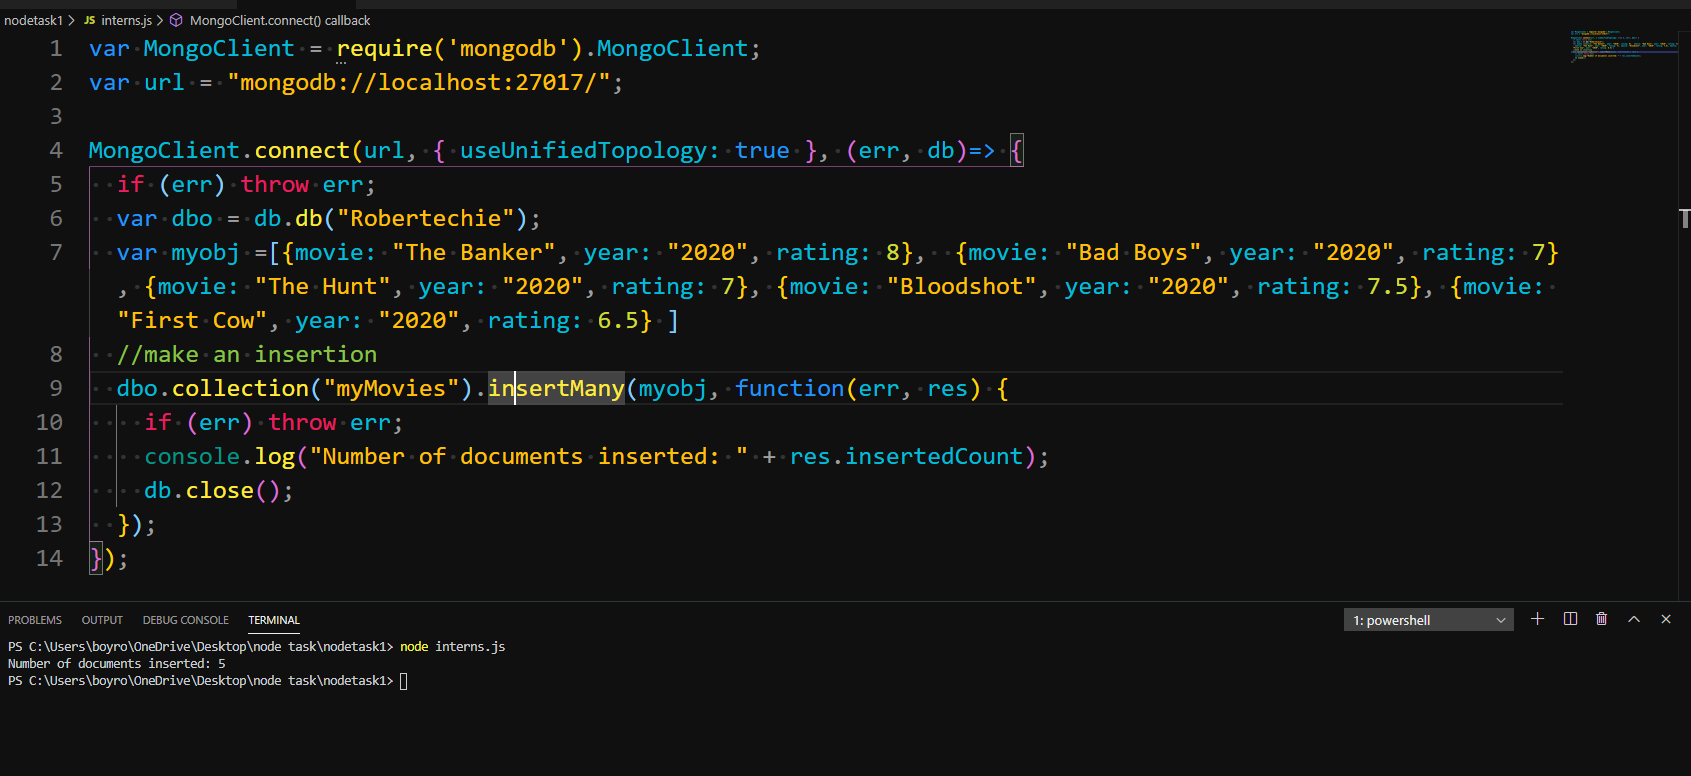 nodetask1 > JS interns.js > MongoClient.connect() callback
1 var MongoClient = require('mongodb').MongoClient;
2 var url = "mongodb://localhost:27017/";
3
4 MongoClient.connect(url, { useUnifiedTopology: true }, (err, db)=> {
5 if (err) throw err;
6 var dbo = db.db("Robertechie");
7 var myobj =[{movie: "The Banker", year: "2020", rating: 8}, {movie: "Bad Boys", year: "2020", rating: 7}
, {movie: "The Hunt", year: "2020", rating: 7}, {movie: "Bloodshot", year: "2020", rating: 7.5}, {movie:
"First Cow", year: "2020", rating: 6.5} ]
8 //make an insertion
9 dbo.collection("myMovies").insertMany(myobj, function(err, res) {
10 if (err) throw err;
11 console.log("Number of documents inserted: " + res.insertedCount);
12 db.close();
13 });
14 });
PROBLEMS OUTPUT DEBUG CONSOLE TERMINAL 1: powershell
PS C:\Users\boyro\OneDrive\Desktop\node task\nodetask1> node interns.js
Number of documents inserted: 5
PS C:\Users\boyro\OneDrive\Desktop\node task\nodetask1>